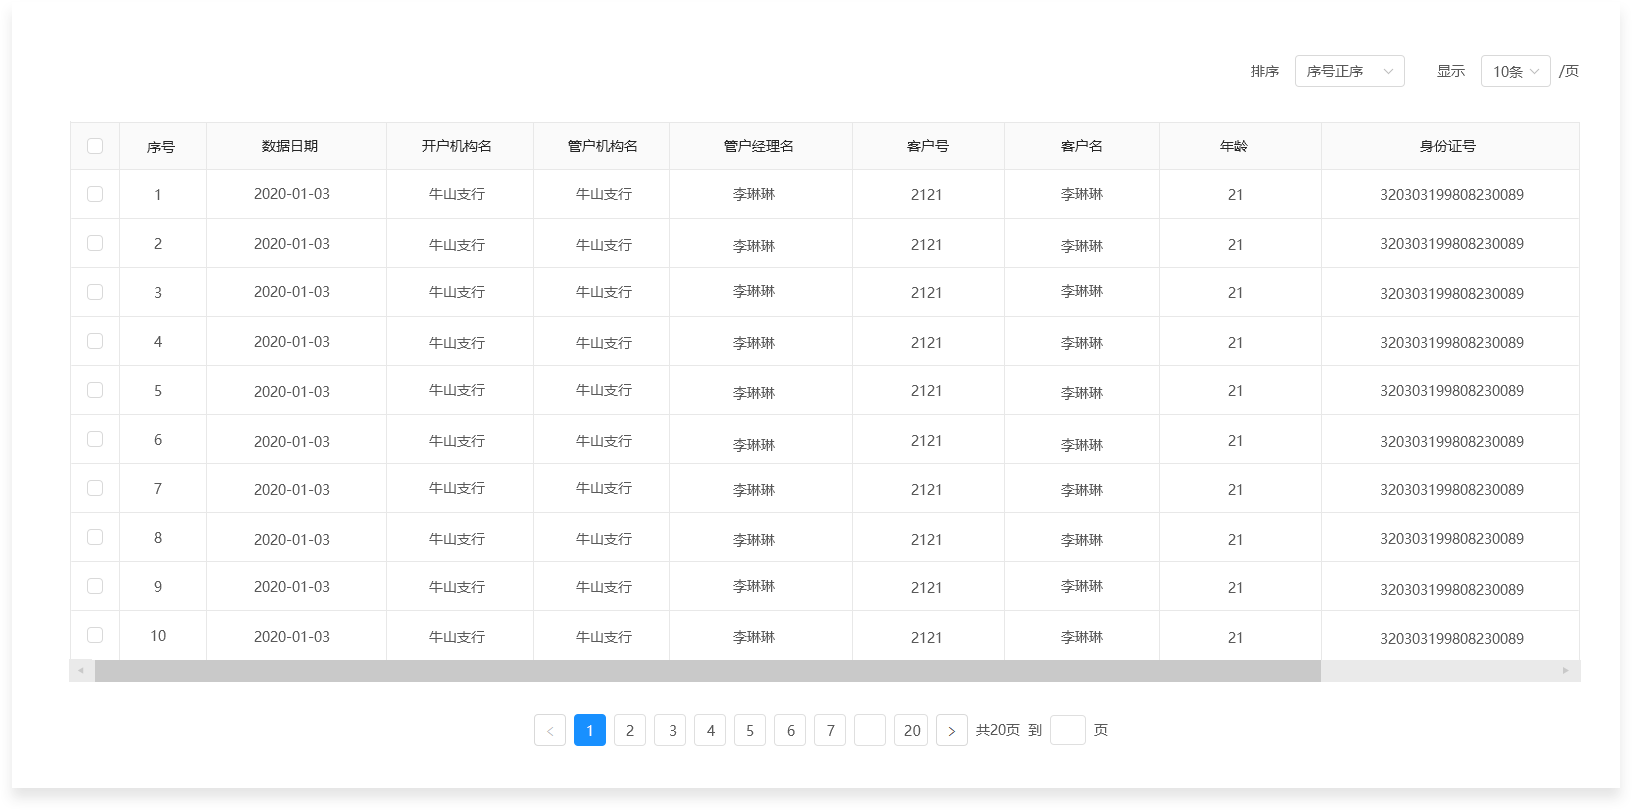 排序 序号正序 显示 10条 /页
序号 数据日期 开户机构名 管户机构名 管户经理名 客户号 客户名 年龄 身份证号
1 2020-01-03 牛山支行 牛山支行 李琳琳 2121 李琳琳 21 320303199808230089
2 2020-01-03 牛山支行 牛山支行 李琳琳 2121 李琳琳 21 320303199808230089
3 2020-01-03 牛山支行 牛山支行 李琳琳 2121 李琳琳 21 320303199808230089
4 2020-01-03 牛山支行 牛山支行 李琳琳 2121 李琳琳 21 320303199808230089
5 2020-01-03 牛山支行 牛山支行 李琳琳 2121 李琳琳 21 320303199808230089
6 2020-01-03 牛山支行 牛山支行 李琳琳 2121 李琳琳 21 320303199808230089
7 2020-01-03 牛山支行 牛山支行 李琳琳 2121 李琳琳 21 320303199808230089
8 2020-01-03 牛山支行 牛山支行 李琳琳 2121 李琳琳 21 320303199808230089
9 2020-01-03 牛山支行 牛山支行 李琳琳 2121 李琳琳 21 320303199808230089
10 2020-01-03 牛山支行 牛山支行 李琳琳 2121 李琳琳 21 320303199808230089
< 1 2 3 4 5 6 7 20 > 共20页 到 页